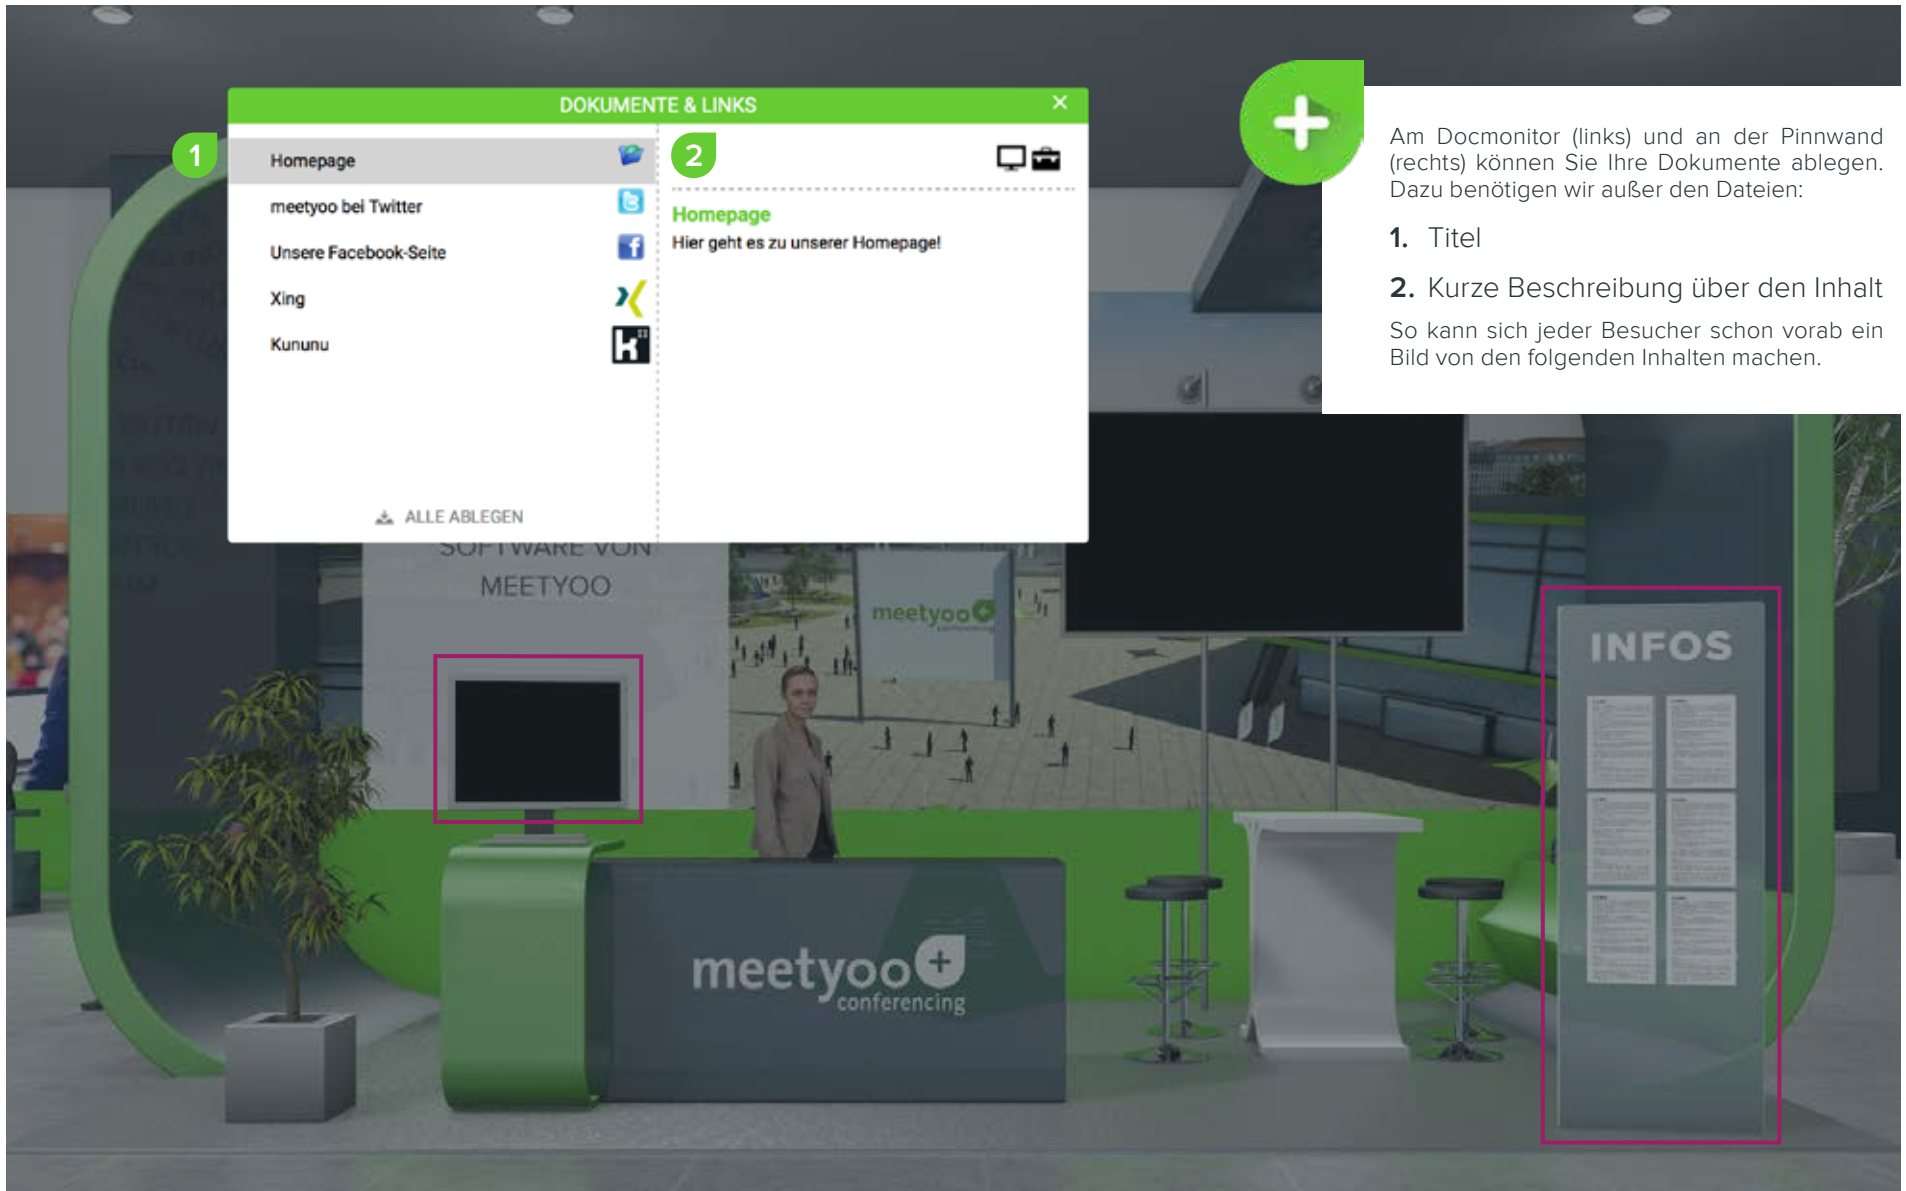 DOKUMENTE & LINKS
1
Homepage
meetyoo bei Twitter
Unsere Facebook-Seite
Xing
Kununu
ALLE ABLEGEN
2
Homepage
Hier geht es zu unserer Homepage!
Am Docmonitor (links) und an der Pinnwand
(rechts) können Sie Ihre Dokumente ablegen.
Dazu benötigen wir außer den Dateien:
1. Titel
2. Kurze Beschreibung über den Inhalt
So kann sich jeder Besucher schon vorab ein
Bild von den folgenden Inhalten machen.
SOFTWARE VON
MEETYOO
meetyoo+
conferencing
INFOS
meetyoo+
conferencing